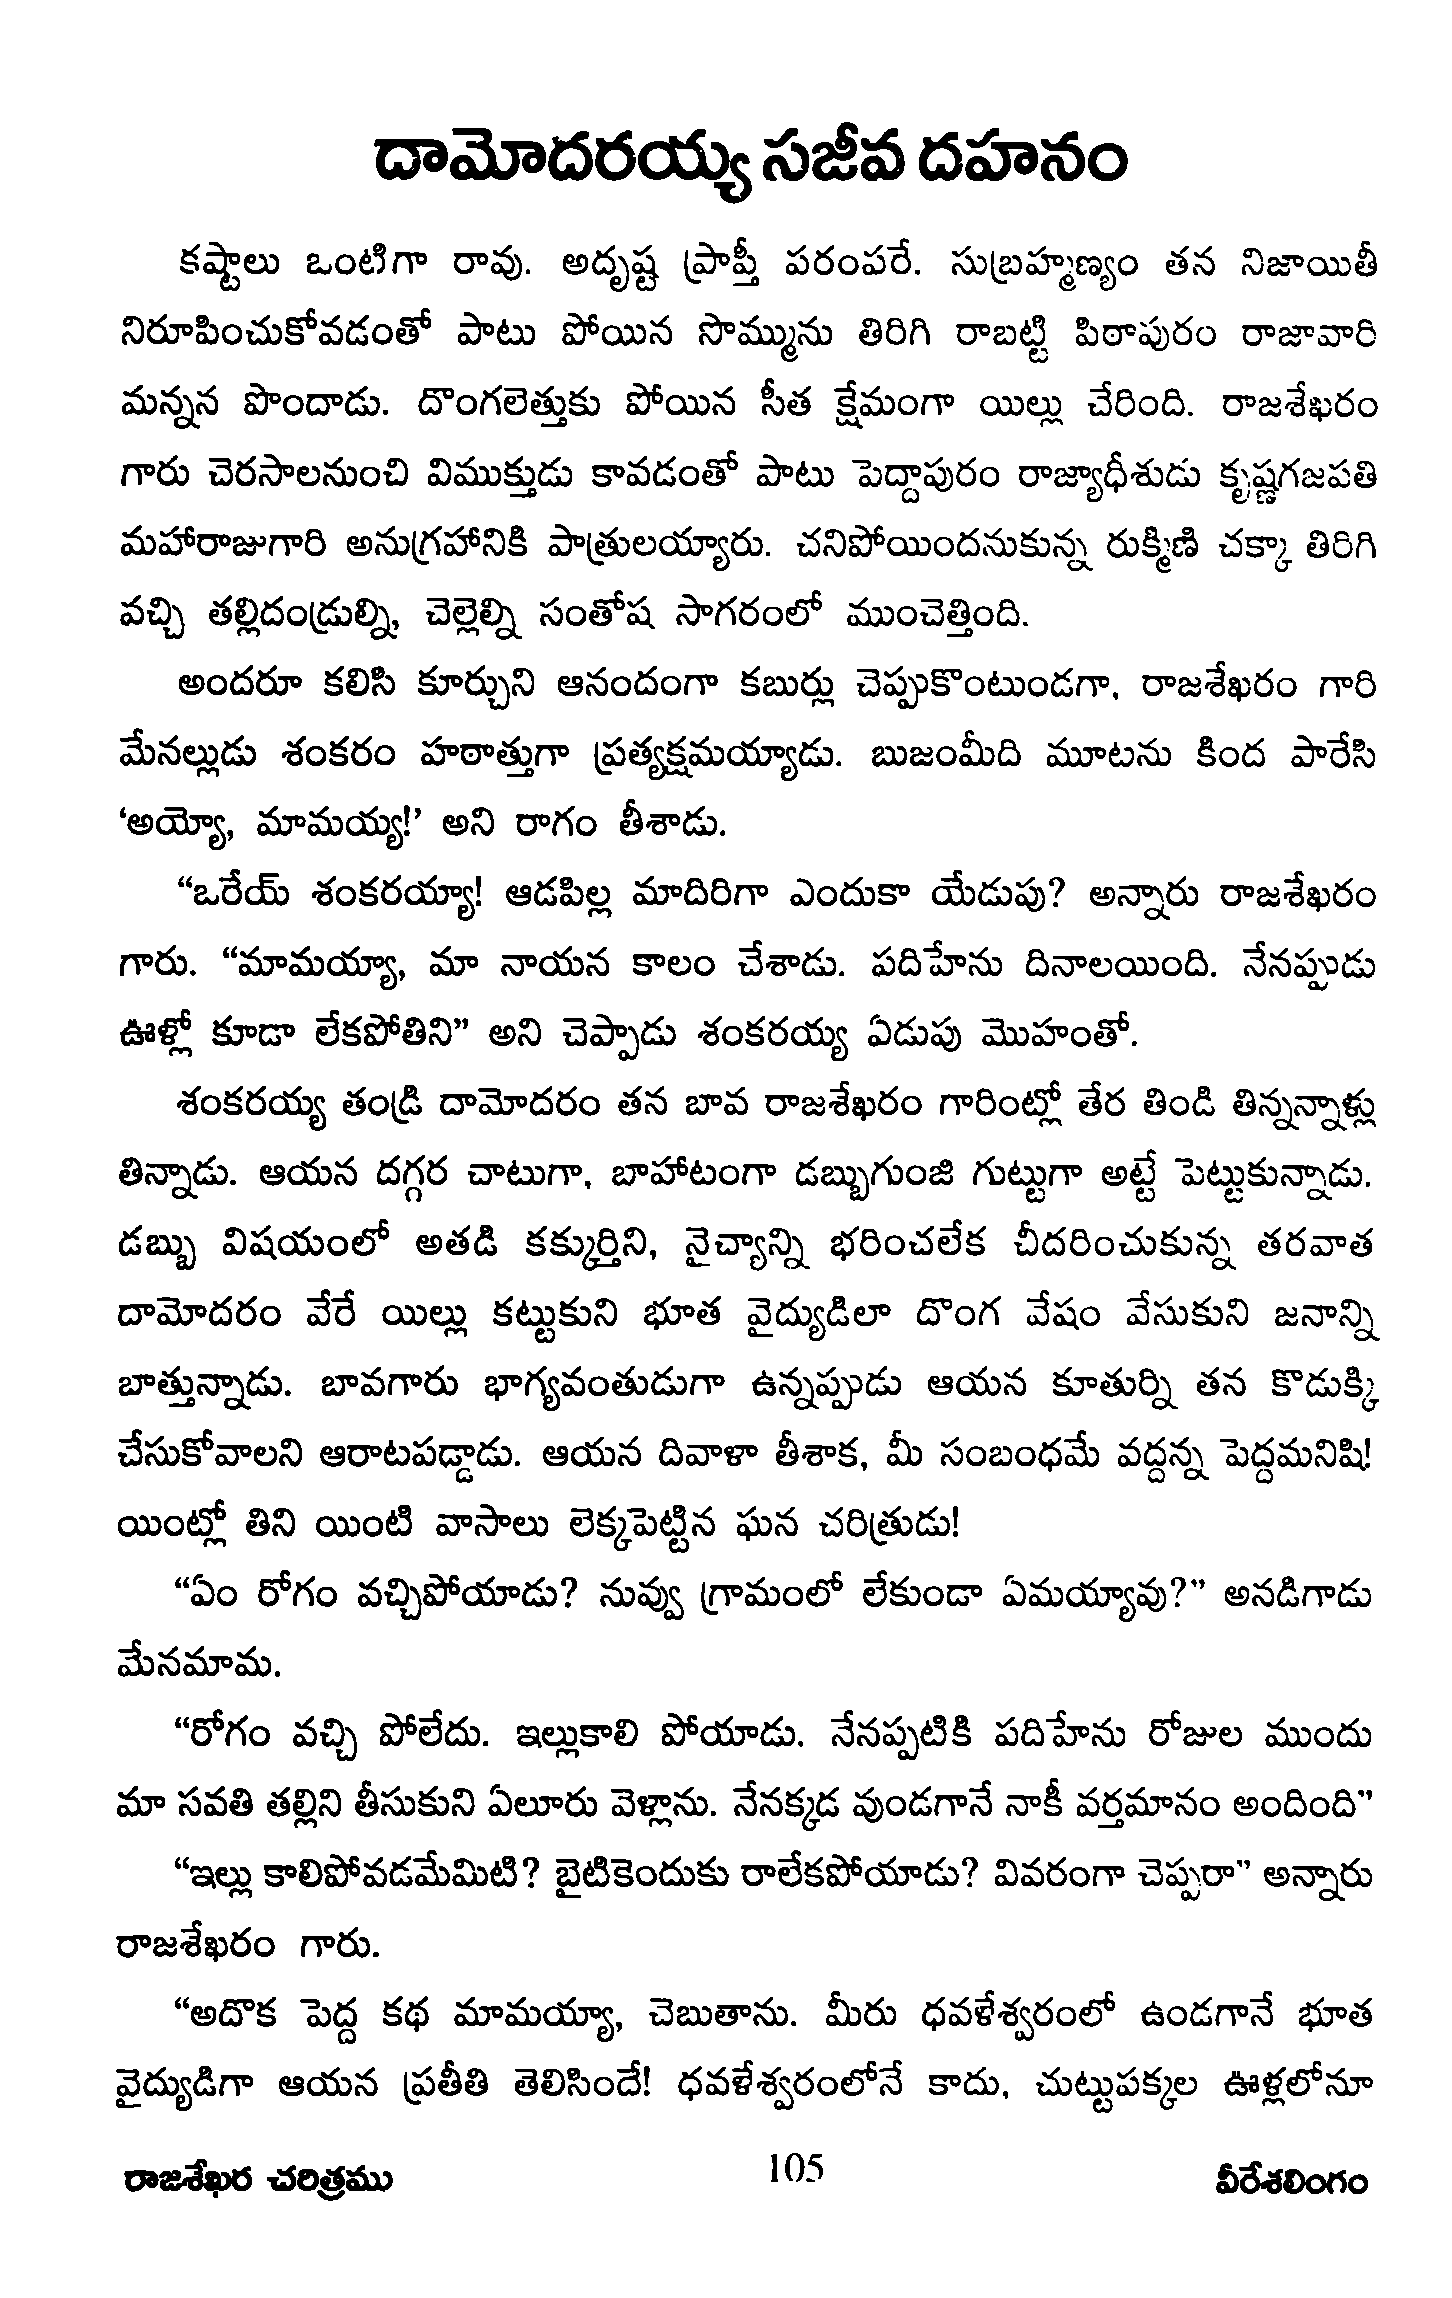 దామోదరయ్య సజీవ దహనం
కష్టాలు ఒంటిగా రావు. అదృష్ట ప్రాప్తీ పరంపరే. సుబ్రహ్మణ్యం తన నిజాయితీ
నిరూపించుకోవడంతో పాటు పోయిన సొమ్మును తిరిగి రాబట్టి పిఠాపురం రాజావారి
మన్నన పొందాడు. దొంగలెత్తుకు పోయిన సీత క్షేమంగా యిల్లు చేరింది. రాజశేఖరం
గారు చెరసాలనుంచి విముక్తుడు కావడంతో పాటు పెద్దాపురం రాజ్యాధీశుడు కృష్ణగజపతి
మహారాజుగారి అనుగ్రహానికి పాత్రులయ్యారు. చనిపోయిందనుకున్న రుక్మిణి చక్కా తిరిగి
వచ్చి తల్లిదండ్రుల్ని, చెల్లెల్ని సంతోష సాగరంలో ముంచెత్తింది.
అందరూ కలిసి కూర్చుని ఆనందంగా కబుర్లు చెప్పుకొంటుండగా, రాజశేఖరం గారి
మేనల్లుడు శంకరం హఠాత్తుగా ప్రత్యక్షమయ్యాడు. బుజంమీది మూటను కింద పారేసి
‘అయ్యో, మామయ్య!’ అని రాగం తీశాడు.
“ఒరేయ్ శంకరయ్యా! ఆడపిల్ల మాదిరిగా ఎందుకా యేడుపు? అన్నారు రాజశేఖరం
గారు. “మామయ్యా, మా నాయన కాలం చేశాడు. పదిహేను దినాలయింది. నేనప్పుడు
ఊళ్లో కూడా లేకపోతిని” అని చెప్పాడు శంకరయ్య ఏడుపు మొహంతో.
శంకరయ్య తండ్రి దామోదరం తన బావ రాజశేఖరం గారింట్లో తేర తిండి తిన్నన్నాళ్లు
తిన్నాడు. ఆయన దగ్గర చాటుగా, బాహాటంగా డబ్బుగుంజి గుట్టుగా అట్టే పెట్టుకున్నాడు.
డబ్బు విషయంలో అతడి కక్కుర్తిని, నైచ్యాన్ని భరించలేక చీదరించుకున్న తరవాత
దామోదరం వేరే యిల్లు కట్టుకుని భూత వైద్యుడిలా దొంగ వేషం వేసుకుని జనాన్ని
బాత్తున్నాడు. బావగారు భాగ్యవంతుడుగా ఉన్నప్పుడు ఆయన కూతుర్ని తన కొడుక్కి
చేసుకోవాలని ఆరాటపడ్డాడు. ఆయన దివాళా తీశాక, మీ సంబంధమే వద్దన్న పెద్దమనిషి!
యింట్లో తిని యింటి వాసాలు లెక్కపెట్టిన ఘన చరిత్రుడు!
“ఏం రోగం వచ్చిపోయాడు? నువ్వు గ్రామంలో లేకుండా ఏమయ్యావు?” అనడిగాడు
మేనమామ.
“రోగం వచ్చి పోలేదు. ఇల్లుకాలి పోయాడు. నేనప్పటికి పదిహేను రోజుల ముందు
మా సవతి తల్లిని తీసుకుని ఏలూరు వెళ్లాను. నేనక్కడ వుండగానే నాకీ వర్తమానం అందింది”
“ఇల్లు కాలిపోవడమేమిటి? బైటికెందుకు రాలేకపోయాడు? వివరంగా చెప్పరా” అన్నారు
రాజశేఖరం గారు.
“అదొక పెద్ద కథ మామయ్యా, చెబుతాను. మీరు ధవళేశ్వరంలో ఉండగానే భూత
వైద్యుడిగా ఆయన ప్రతీతి తెలిసిందే! ధవళేశ్వరంలోనే కాదు, చుట్టుపక్కల ఊళ్లలోనూ
రాజశేఖర చరిత్రము 105 వీరేశలింగం